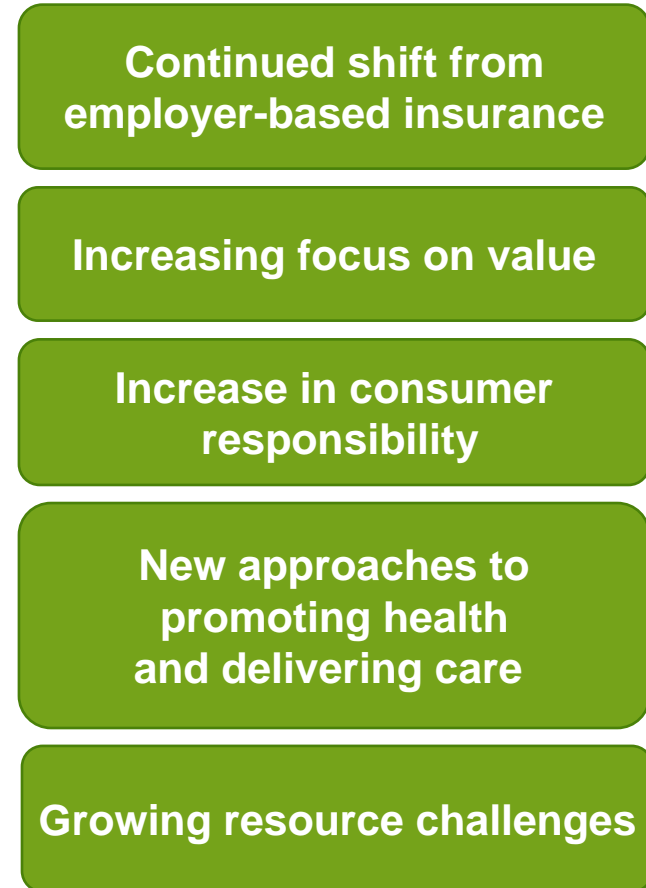 Continued shift from
employer-based insurance
Increasing focus on value
Increase in consumer
responsibility
New approaches to
promoting health
and delivering care
Growing resource challenges